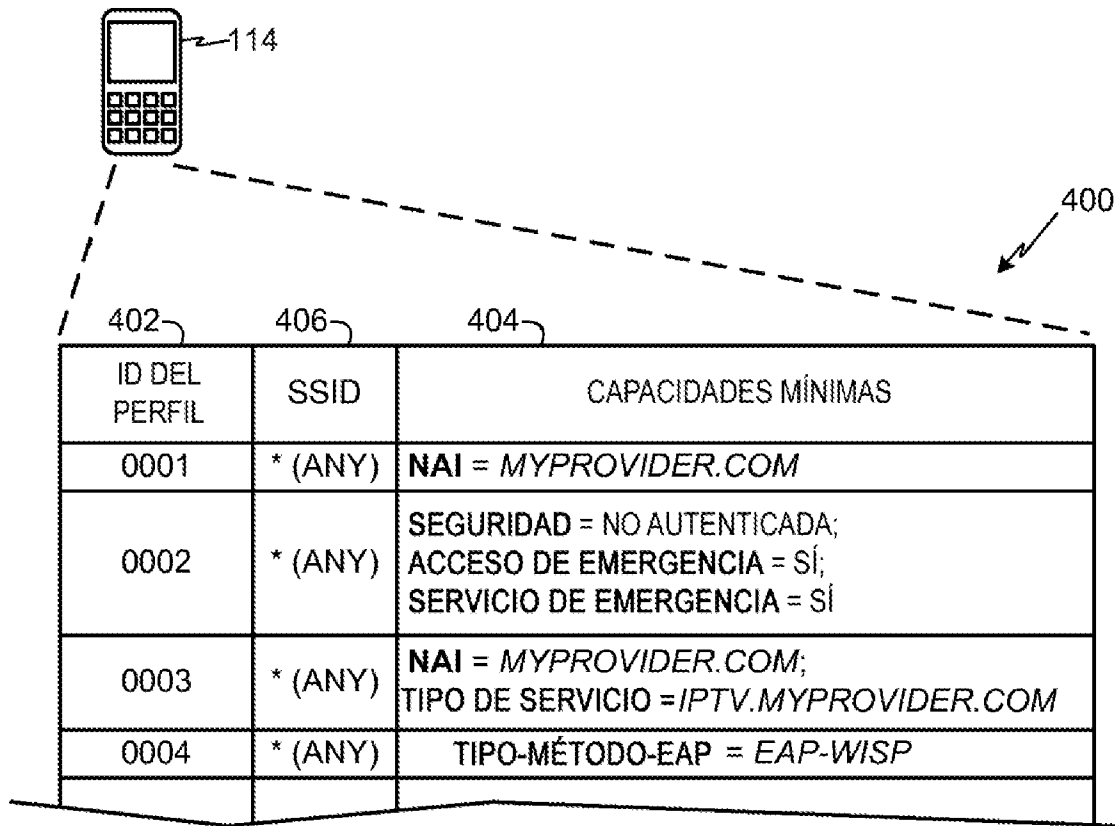 114
400
402
406
404
ID DEL
PERFIL
SSID
CAPACIDADES MÍNIMAS
0001
* (ANY)
NAI = MYPROVIDER.COM
0002
* (ANY)
SEGURIDAD = NO AUTENTICADA;
ACCESO DE EMERGENCIA = SÍ;
SERVICIO DE EMERGENCIA = SÍ
0003
* (ANY)
NAI = MYPROVIDER.COM;
TIPO DE SERVICIO =IPTV.MYPROVIDER.COM
0004
* (ANY)
TIPO-MÉTODO-EAP = EAP-WISP